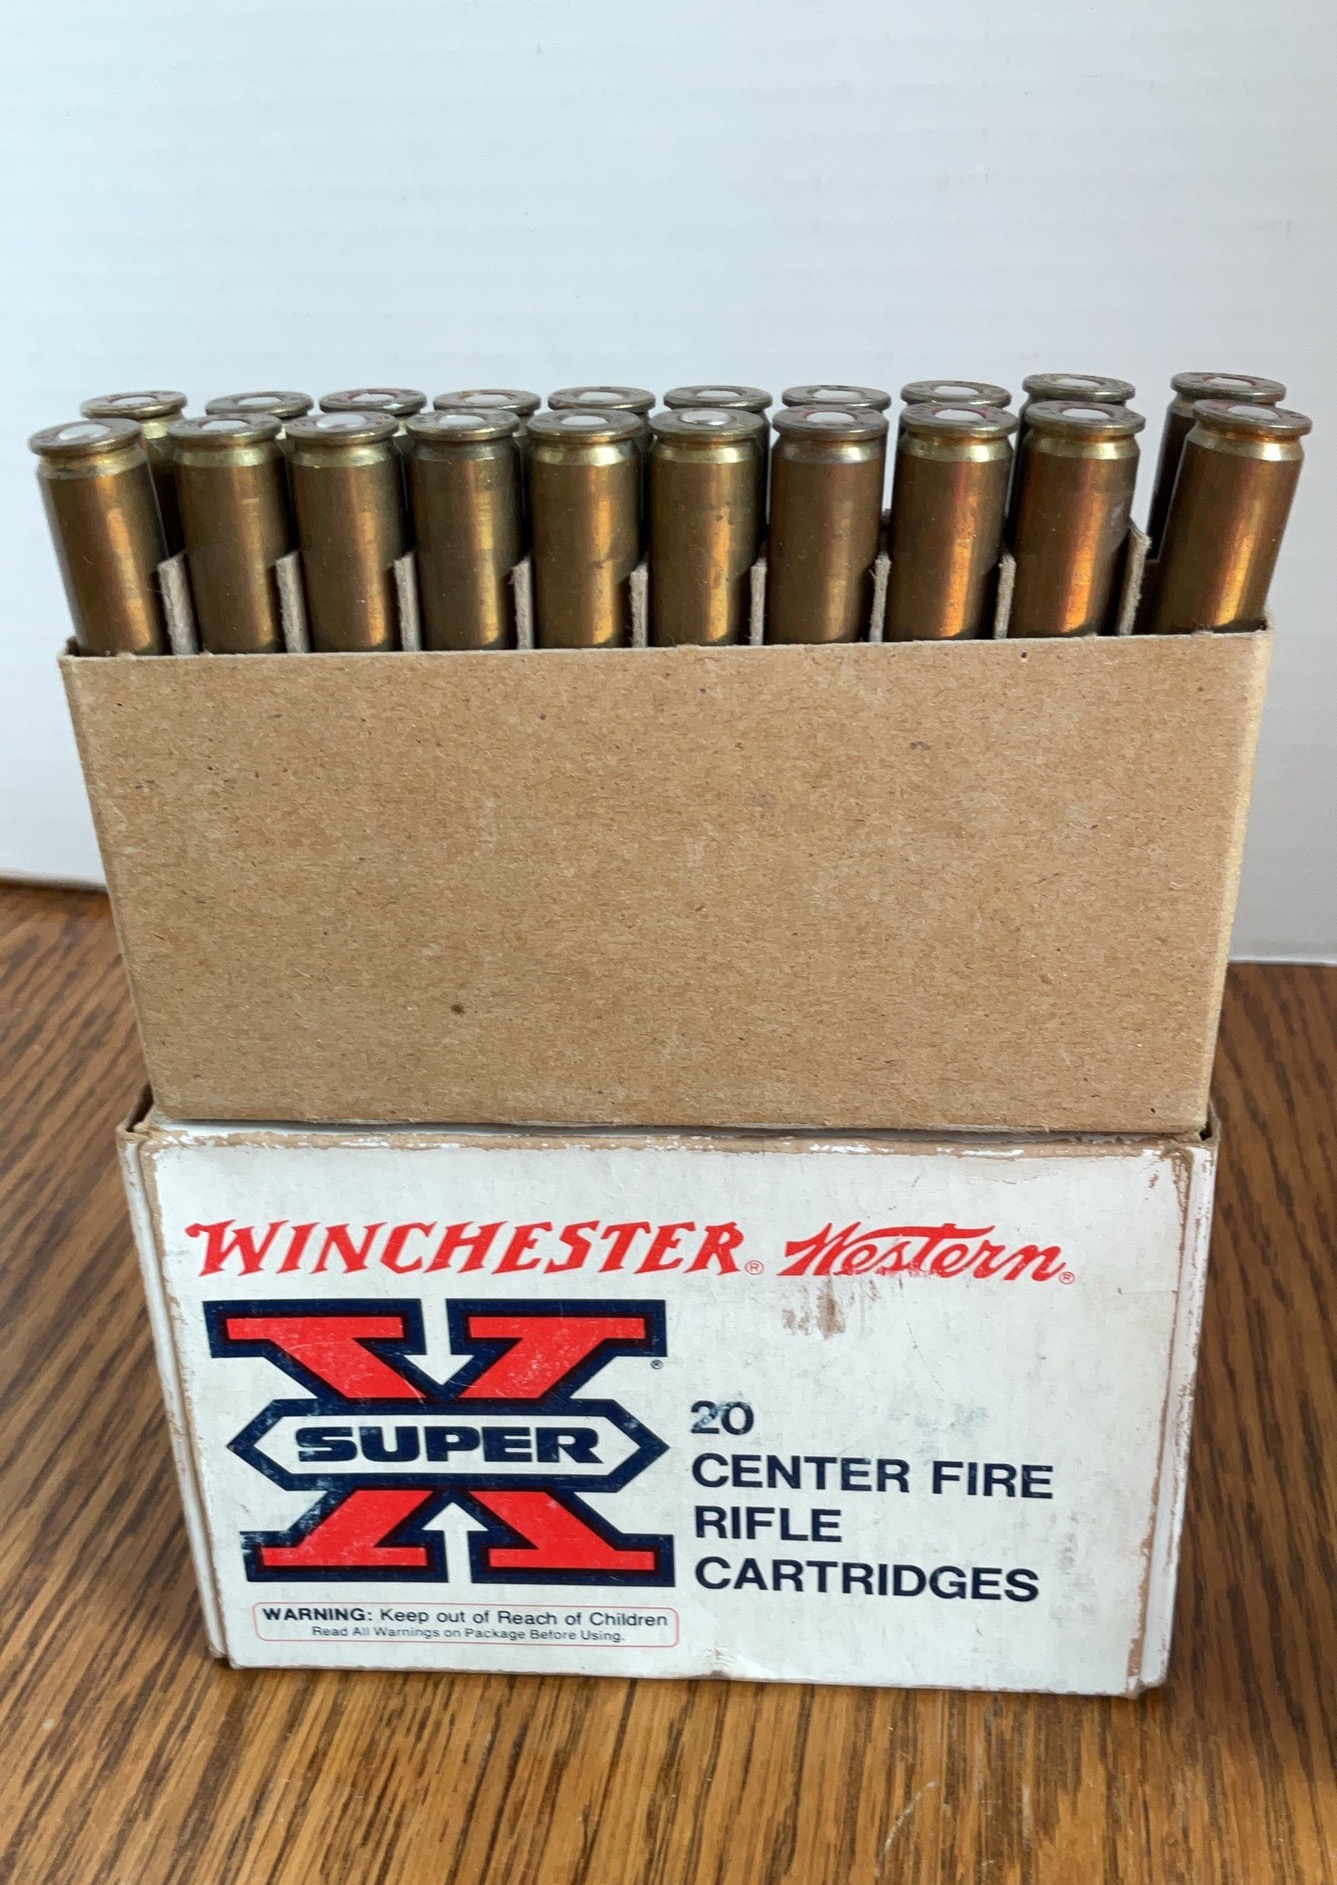 WINCHESTER® Western®
X®
SUPER
20
CENTER FIRE
RIFLE
CARTRIDGES
WARNING: Keep out of Reach of Children
Read All Warnings on Package Before Using.